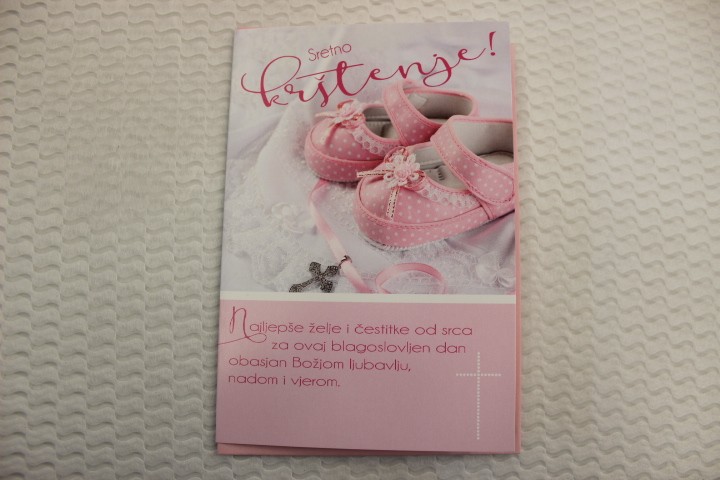 Sretno
krštenje!
Najljepše želje i čestitke od srca
za ovaj blagoslovljen dan
obasjan Božjom ljubavlju,
nadom i vjerom.